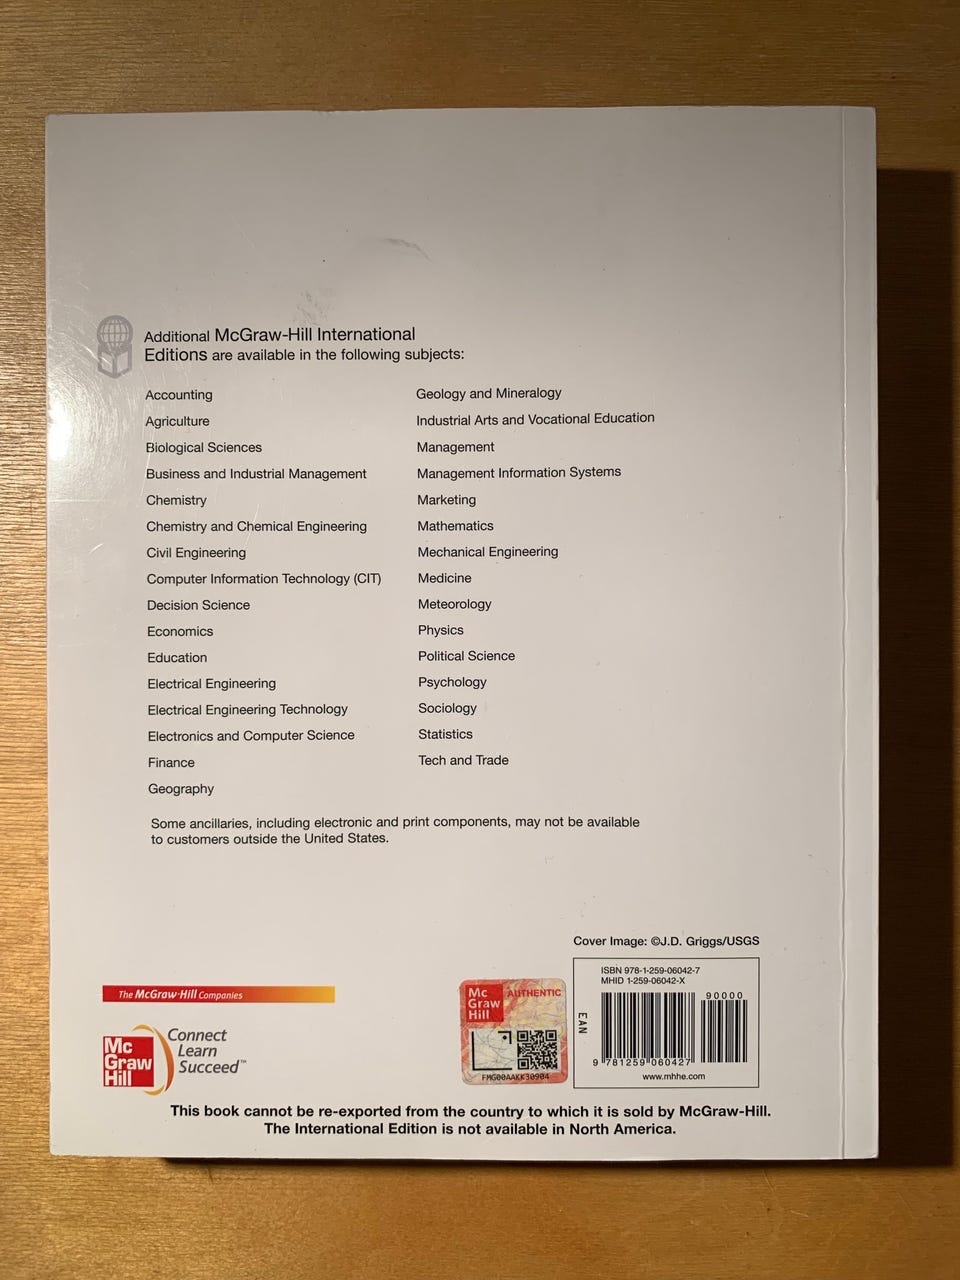 Additional McGraw-Hill International
Editions are available in the following subjects:
Accounting
Agriculture
Biological Sciences
Business and Industrial Management
Chemistry
Chemistry and Chemical Engineering
Civil Engineering
Computer Information Technology (CIT)
Decision Science
Economics
Education
Electrical Engineering
Electrical Engineering Technology
Electronics and Computer Science
Finance
Geography
Geology and Mineralogy
Industrial Arts and Vocational Education
Management
Management Information Systems
Marketing
Mathematics
Mechanical Engineering
Medicine
Meteorology
Physics
Political Science
Psychology
Sociology
Statistics
Tech and Trade
Some ancillaries, including electronic and print components, may not be available
to customers outside the United States.
Cover Image: ©J.D. Griggs/USGS
The McGraw·Hill Companies
Mc
Graw
Hill
Connect
Learn
Succeed™
Mc
Graw
Hill
AUTHENTIC
FMG00AAKK30904
ISBN 978-1-259-06042-7
MHID 1-259-06042-X
90000
EAN
9 781259 060427
www.mhhe.com
This book cannot be re-exported from the country to which it is sold by McGraw-Hill.
The International Edition is not available in North America.